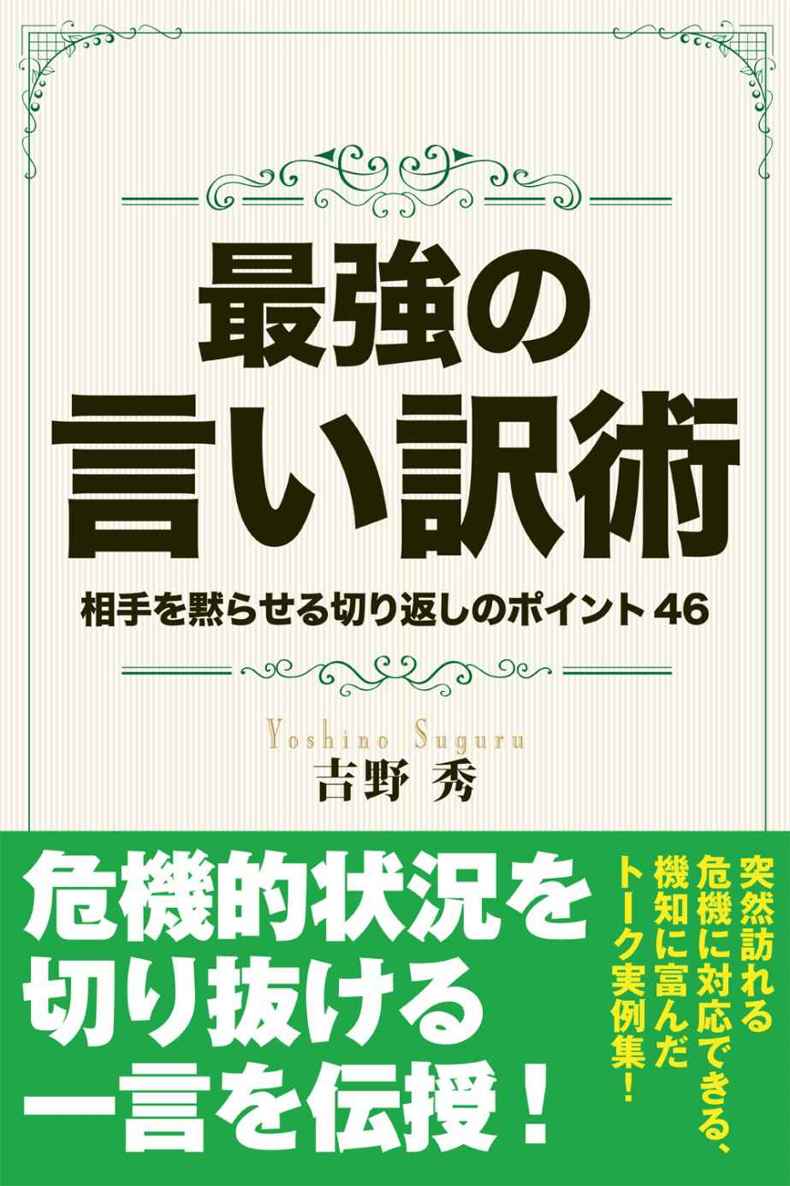 最強の
言い訳術
相手を黙らせる切り返しのポイント46
Yoshino Suguru
吉野 秀
危機的状況を
切り抜ける
一言を伝授！
突然訪れる
危機に対応できる、
機知に富んだ
トーク実例集！